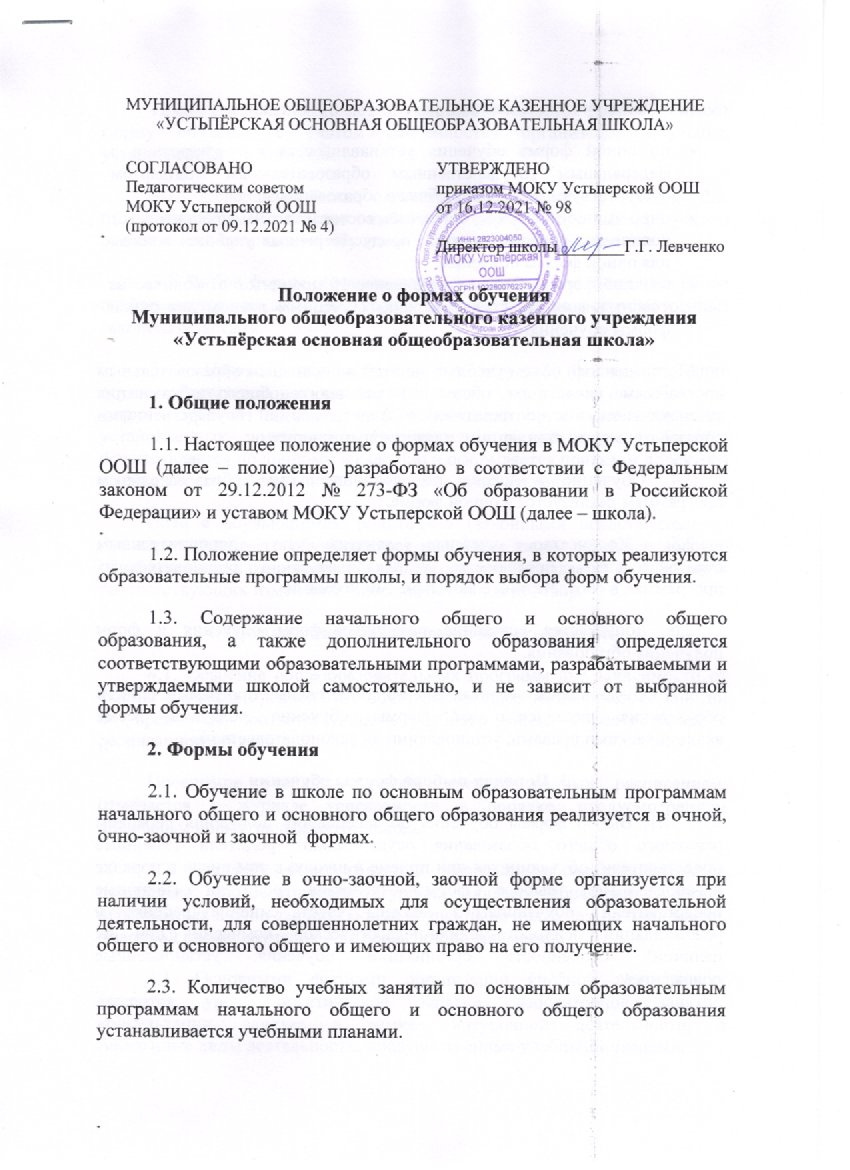 МУНИЦИПАЛЬНОЕ ОБЩЕОБРАЗОВАТЕЛЬНОЕ КАЗЕННОЕ УЧРЕЖДЕНИЕ
«УСТЬПЁРСКАЯ ОСНОВНАЯ ОБЩЕОБРАЗОВАТЕЛЬНАЯ ШКОЛА»
СОГЛАСОВАНО
Педагогическим советом
МОКУ Устьперской ООШ
(протокол от 09.12.2021 № 4)
УТВЕРЖДЕНО
приказом МОКУ Устьперской ООШ
от 16.12.2021 № 98
Директор школы Г.Г. Левченко
ИНН 2823004050
МОКУ Устьпёрская
ООШ
ОГРН 1022800762379
Положение о формах обучения
Муниципального общеобразовательного казенного учреждения
«Устьпёрская основная общеобразовательная школа»
1. Общие положения
1.1. Настоящее положение о формах обучения в МОКУ Устьперской
ООШ (далее – положение) разработано в соответствии с Федеральным
законом от 29.12.2012 № 273-ФЗ «Об образовании в Российской
Федерации» и уставом МОКУ Устьперской ООШ (далее – школа).
1.2. Положение определяет формы обучения, в которых реализуются
образовательные программы школы, и порядок выбора форм обучения.
1.3. Содержание начального общего и основного общего
образования, а также дополнительного образования определяется
соответствующими образовательными программами, разрабатываемыми и
утверждаемыми школой самостоятельно, и не зависит от выбранной
формы обучения.
2. Формы обучения
2.1. Обучение в школе по основным образовательным программам
начального общего и основного общего образования реализуется в очной,
очно-заочной и заочной формах.
2.2. Обучение в очно-заочной, заочной форме организуется при
наличии условий, необходимых для осуществления образовательной
деятельности, для совершеннолетних граждан, не имеющих начального
общего и основного общего и имеющих право на его получение.
2.3. Количество учебных занятий по основным образовательным
программам начального общего и основного общего образования
устанавливается учебными планами.